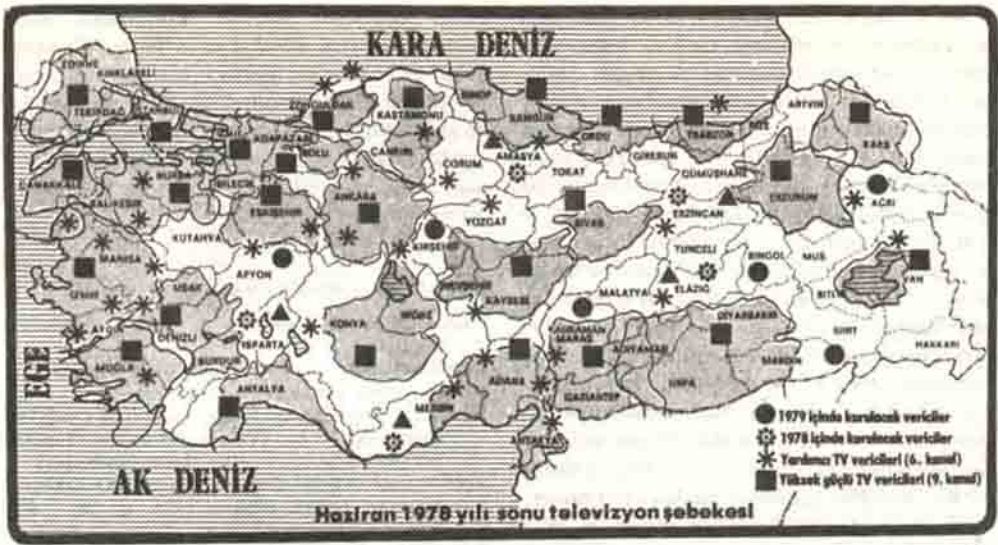 KARA DENİZ
EDİRNE
KIRKLARELİ
TEKİRDAĞ
İSTANBUL
ZONGULDAK
KASTAMONU
SİNOP
SAMSUN
ORDU
TRABZON
RİZE
ARTVİN
KARS
ADAPAZARI
BOLU
ÇANKIRI
ÇORUM
AMASYA
TOKAT
GİRESUN
GÜMÜŞHANE
ÇANAKKALE
BALIKESİR
BURSA
BİLECİK
ESKİŞEHİR
ANKARA
YOZGAT
SİVAS
ERZİNCAN
ERZURUM
AĞRI
KÜTAHYA
KIRŞEHİR
TUNCELİ
BİNGÖL
MUŞ
MANİSA
AFYON
UŞAK
NEVŞEHİR
KAYSERİ
MALATYA
ELAZIĞ
BİTLİS
VAN
İZMİR
AYDIN
DENİZLİ
ISPARTA
KONYA
NİĞDE
KAHRAMAN
MARAŞ
ADIYAMAN
DİYARBAKIR
SİİRT
HAKKARİ
MUĞLA
BURDUR
ANTALYA
MERSİN
ADANA
GAZİANTEP
URFA
MARDİN
ANTAKYA
EGE
AK DENİZ
1979 içinde kurulacak vericiler
1978 içinde kurulacak vericiler
Yardımcı TV vericileri (6. kanal)
Yüksek güçlü TV vericileri (9. kanal)
Haziran 1978 yılı sonu televizyon şebekesi